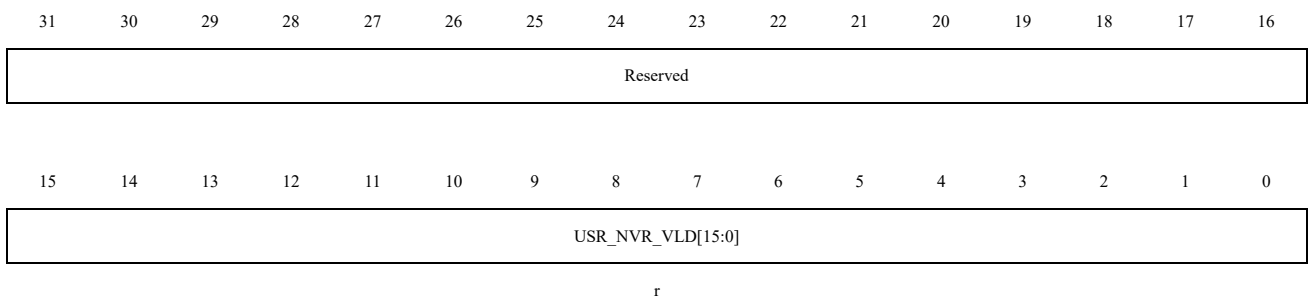 31 30 29 28 27 26 25 24 23 22 21 20 19 18 17 16
Reserved
15 14 13 12 11 10 9 8 7 6 5 4 3 2 1 0
USR_NVR_VLD[15:0]
r